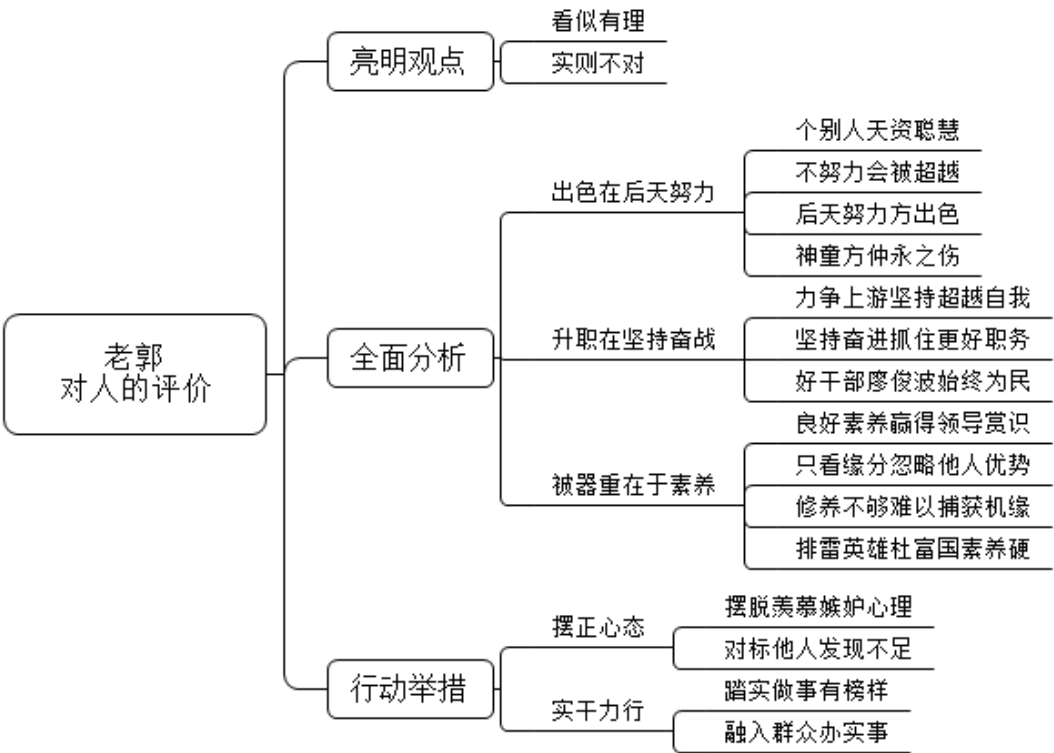 老郭
对人的评价
亮明观点
看似有理
实则不对
全面分析
出色在后天努力
个别人天资聪慧
不努力会被超越
后天努力方出色
神童方仲永之伤
升职在坚持奋战
力争上游坚持超越自我
坚持奋进抓住更好职务
好干部廖俊波始终为民
被器重在于素养
良好素养赢得领导赏识
只看缘分忽略他人优势
修养不够难以捕获机缘
排雷英雄杜富国素养硬
行动举措
摆正心态
摆脱羡慕嫉妒心理
对标他人发现不足
实干力行
踏实做事有榜样
融入群众办实事